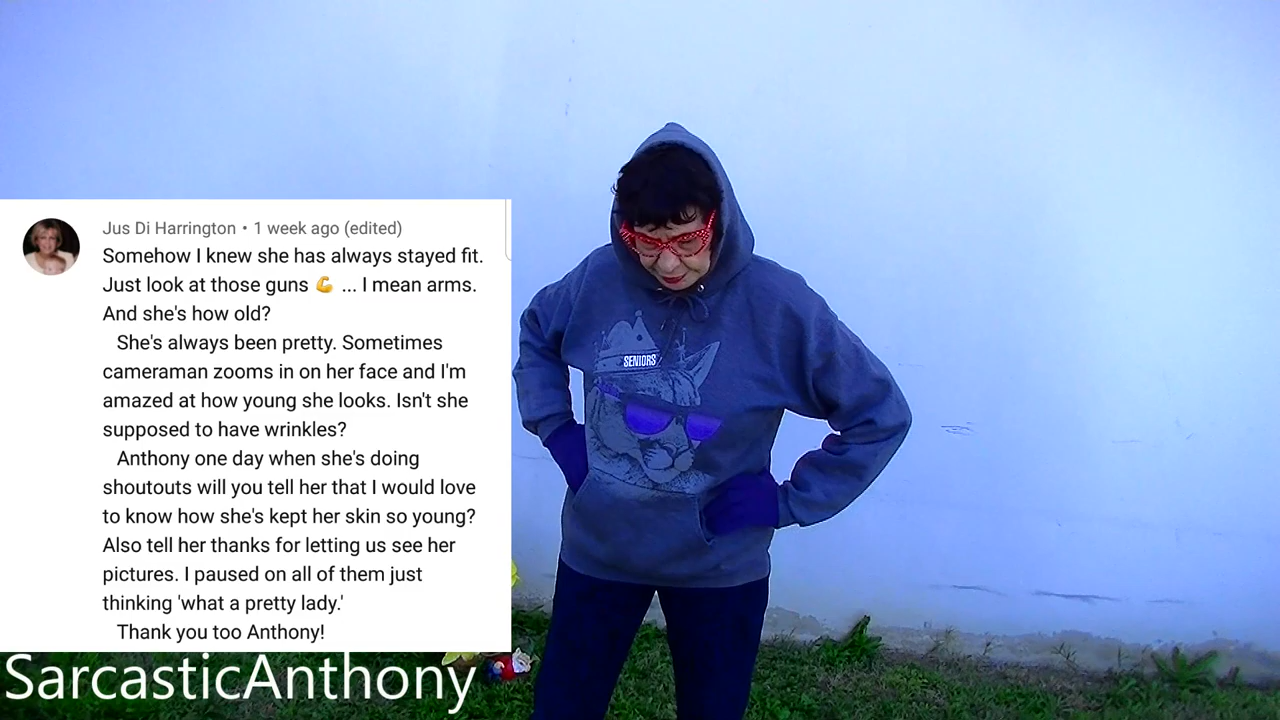 Jus Di Harrington • 1 week ago (edited)
Somehow I knew she has always stayed fit.
Just look at those guns 💪 ... I mean arms.
And she's how old?
She's always been pretty. Sometimes
cameraman zooms in on her face and I'm
amazed at how young she looks. Isn't she
supposed to have wrinkles?
Anthony one day when she's doing
shoutouts will you tell her that I would love
to know how she's kept her skin so young?
Also tell her thanks for letting us see her
pictures. I paused on all of them just
thinking 'what a pretty lady.'
Thank you too Anthony!
SENIORS
SarcasticAnthony